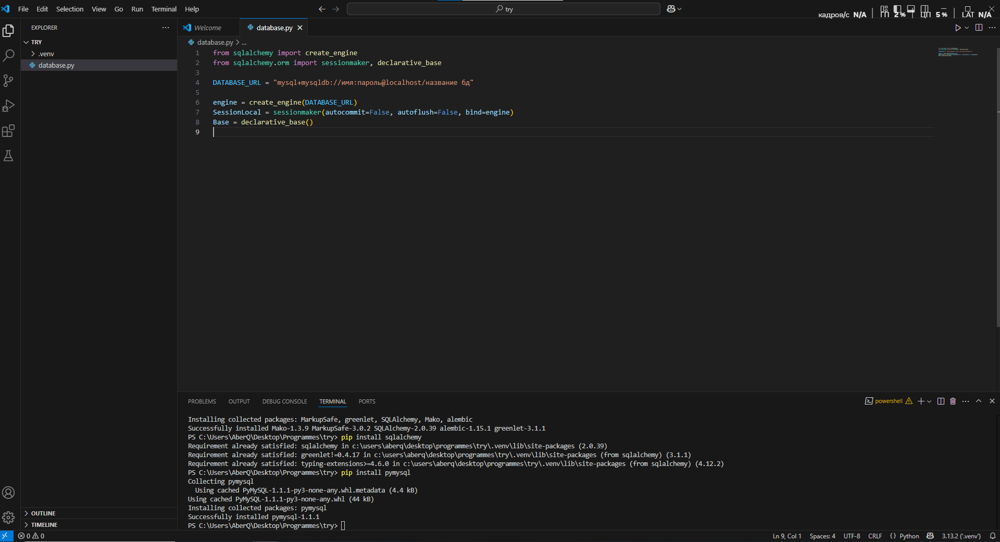 File Edit Selection View Go Run Terminal Help
try
кадров/с N/A ГП 2 % ЦП 5 % LAT N/A
EXPLORER
Welcome
database.py
TRY
.venv
database.py
database.py > ...
1 from sqlalchemy import create_engine
2 from sqlalchemy.orm import sessionmaker, declarative_base
3
4 DATABASE_URL = "mysql+mysqldb://имя:пароль@localhost/название бд"
5
6 engine = create_engine(DATABASE_URL)
7 SessionLocal = sessionmaker(autocommit=False, autoflush=False, bind=engine)
8 Base = declarative_base()
9
PROBLEMS OUTPUT DEBUG CONSOLE TERMINAL PORTS
powershell
Installing collected packages: MarkupSafe, greenlet, SQLAlchemy, Mako, alembic
Successfully installed Mako-1.3.9 MarkupSafe-3.0.2 SQLAlchemy-2.0.39 alembic-1.15.1 greenlet-3.1.1
PS C:\Users\AberQ\Desktop\Programmes\try> pip install sqlalchemy
Requirement already satisfied: sqlalchemy in c:\users\aberq\desktop\programmes\try\.venv\lib\site-packages (2.0.39)
Requirement already satisfied: greenlet!=0.4.17 in c:\users\aberq\desktop\programmes\try\.venv\lib\site-packages (from sqlalchemy) (3.1.1)
Requirement already satisfied: typing-extensions>=4.6.0 in c:\users\aberq\desktop\programmes\try\.venv\lib\site-packages (from sqlalchemy) (4.12.2)
PS C:\Users\AberQ\Desktop\Programmes\try> pip install pymysql
Collecting pymysql
Using cached PyMySQL-1.1.1-py3-none-any.whl.metadata (4.4 kB)
Using cached PyMySQL-1.1.1-py3-none-any.whl (44 kB)
Installing collected packages: pymysql
Successfully installed pymysql-1.1.1
PS C:\Users\AberQ\Desktop\Programmes\try>
OUTLINE
TIMELINE
0 0
Ln 9, Col 1 Spaces: 4 UTF-8 CRLF {} Python 3.13.2 ('.venv')